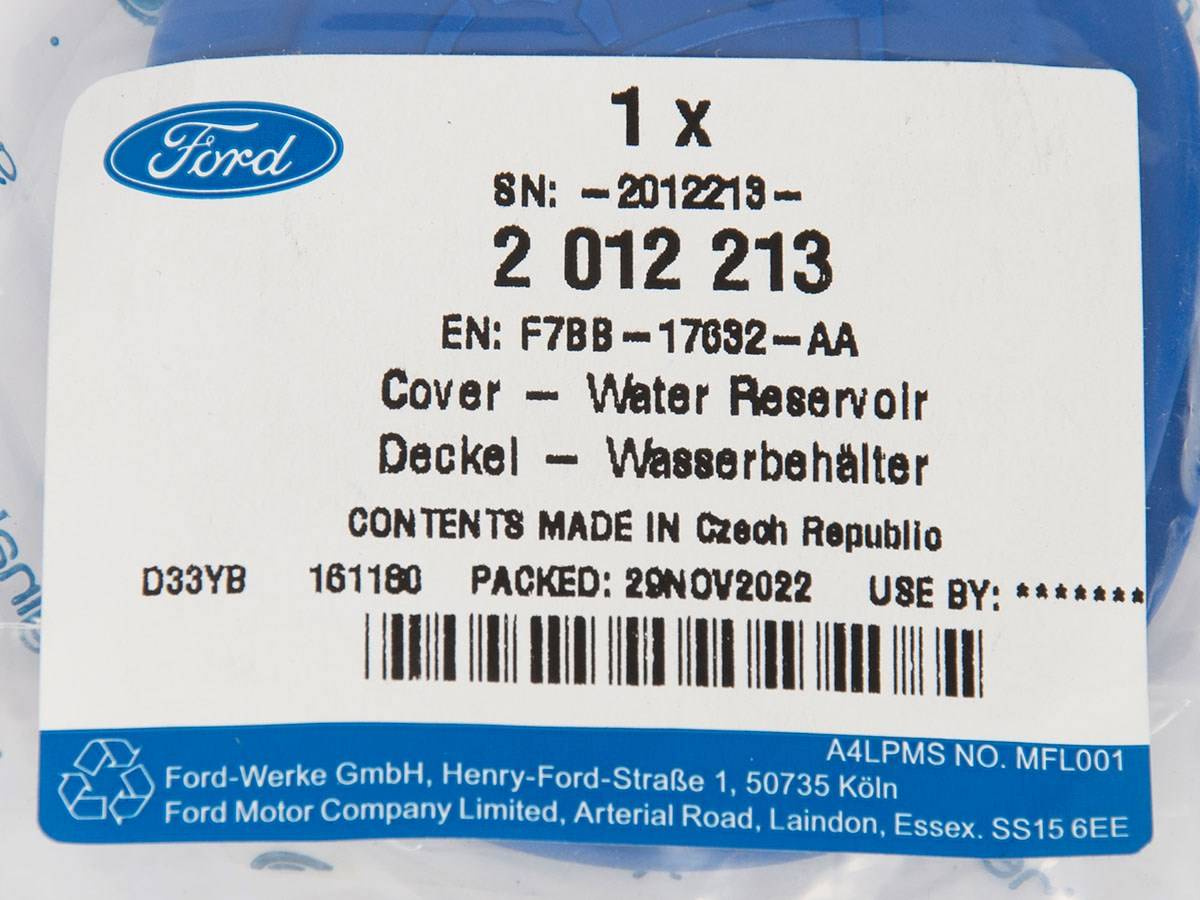 Ford
1 x
SN: -2012213-
2 012 213
EN: F7BB-17632-AA
Cover - Water Reservoir
Deckel - Wasserbehälter
CONTENTS MADE IN Czech Republic
D33YB 161180 PACKED: 29NOV2022 USE BY: *******
A4LPMS NO. MFL001
Ford-Werke GmbH, Henry-Ford-Straße 1, 50735 Köln
Ford Motor Company Limited, Arterial Road, Laindon, Essex. SS15 6EE